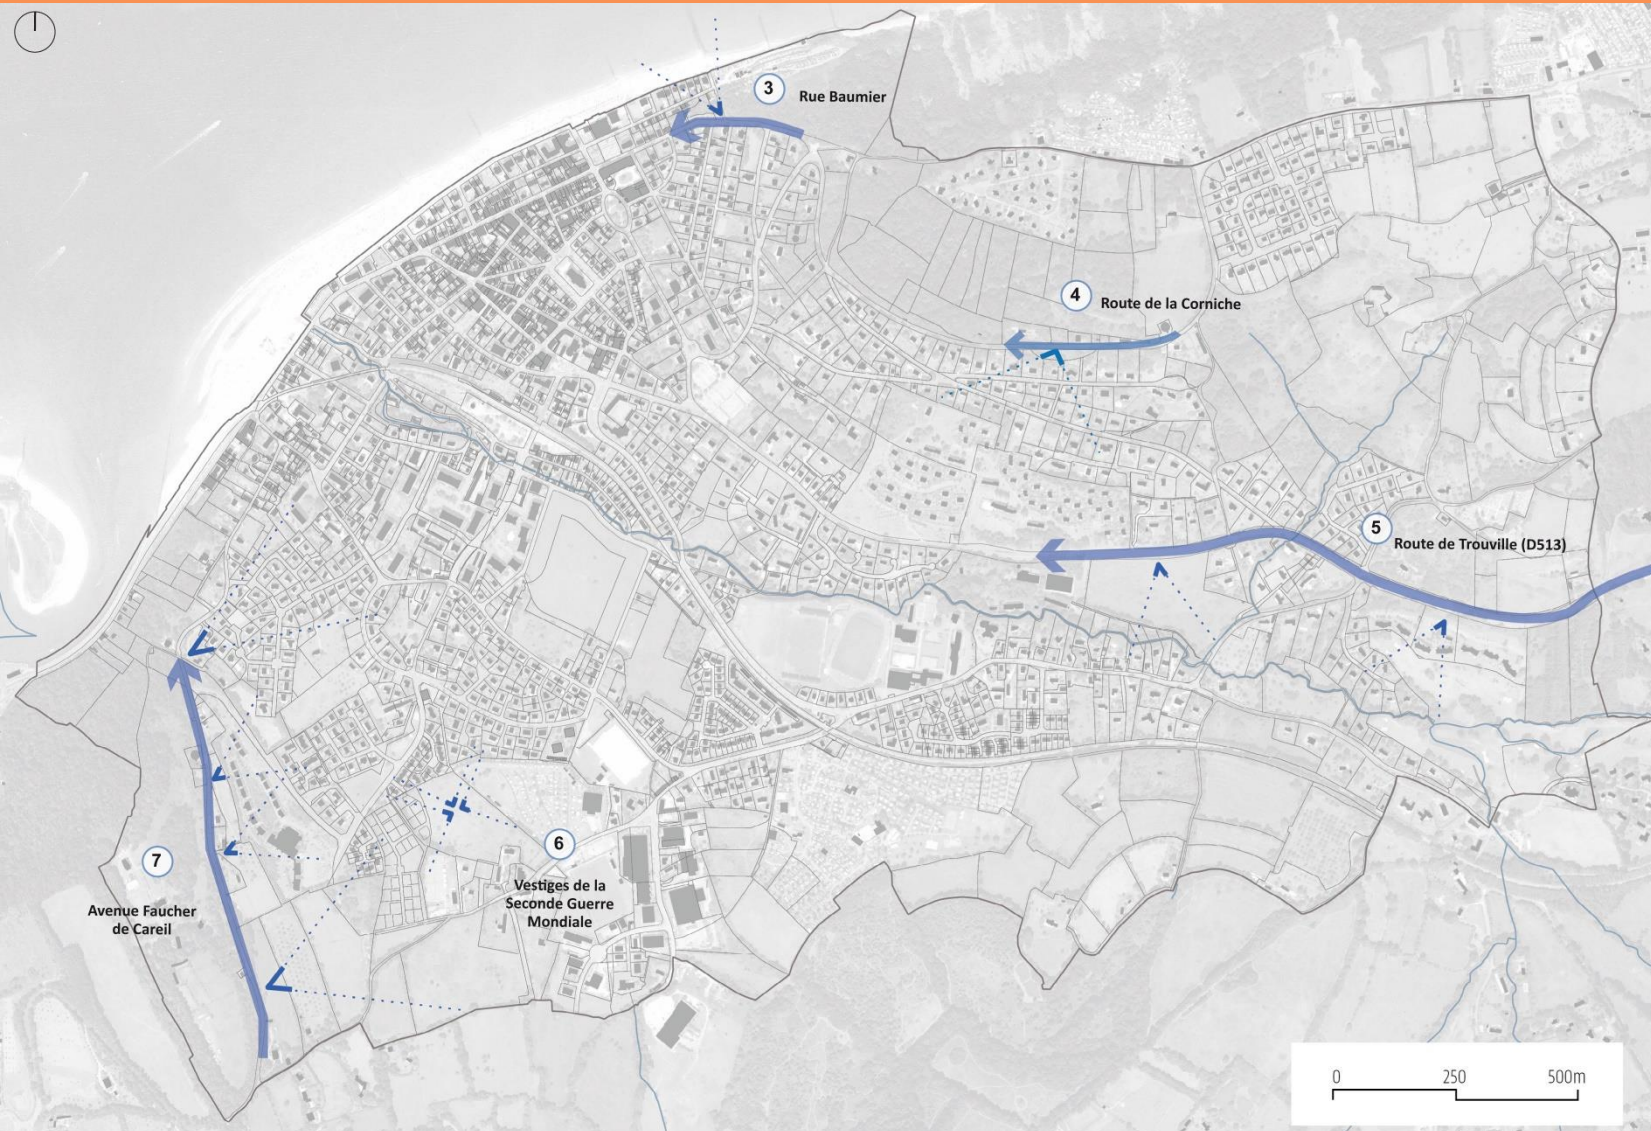 3
Rue Baumier
4
Route de la Corniche
5
Route de Trouville (D513)
6
Vestiges de la
Seconde Guerre
Mondiale
7
Avenue Faucher
de Careil
0 250 500m